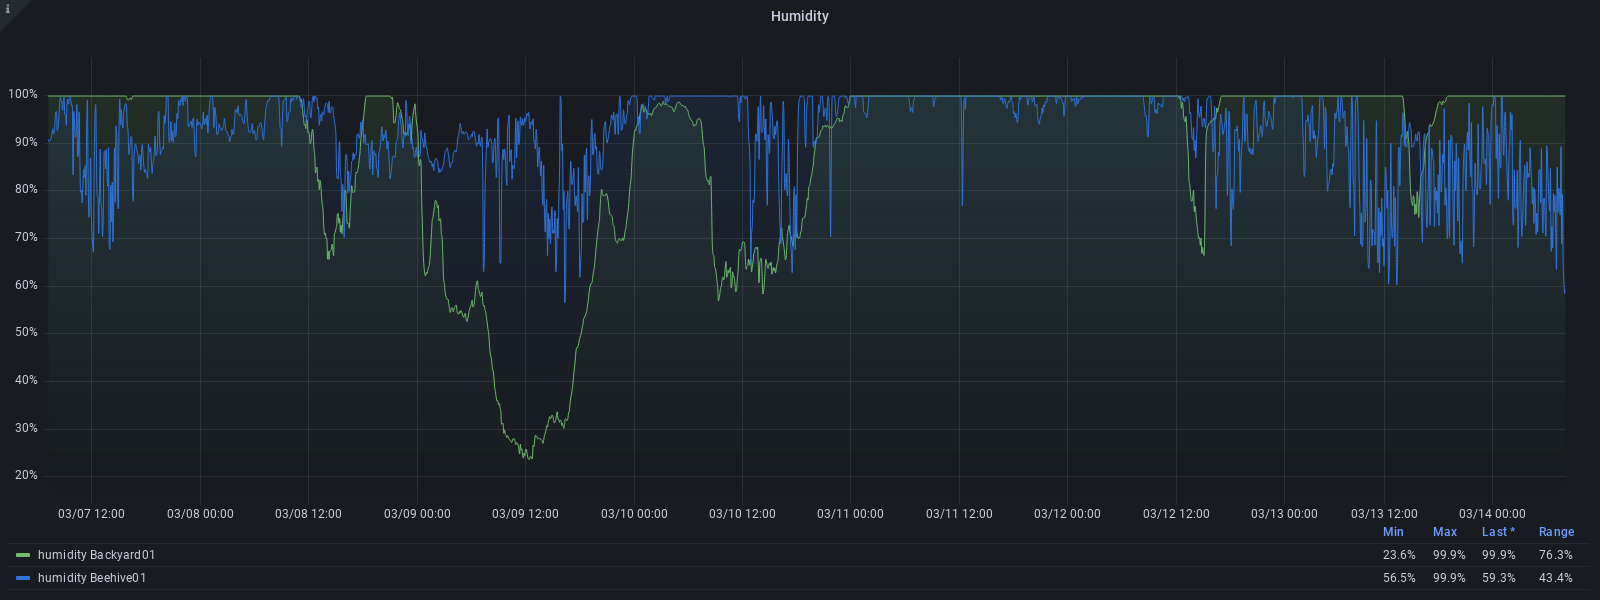 i
Humidity
100%
90%
80%
70%
60%
50%
40%
30%
20%
03/07 12:00 03/08 00:00 03/08 12:00 03/09 00:00 03/09 12:00 03/10 00:00 03/10 12:00 03/11 00:00 03/11 12:00 03/12 00:00 03/12 12:00 03/13 00:00 03/13 12:00 03/14 00:00
Min Max Last * Range
humidity Backyard01 23.6% 99.9% 99.9% 76.3%
humidity Beehive01 56.5% 99.9% 59.3% 43.4%